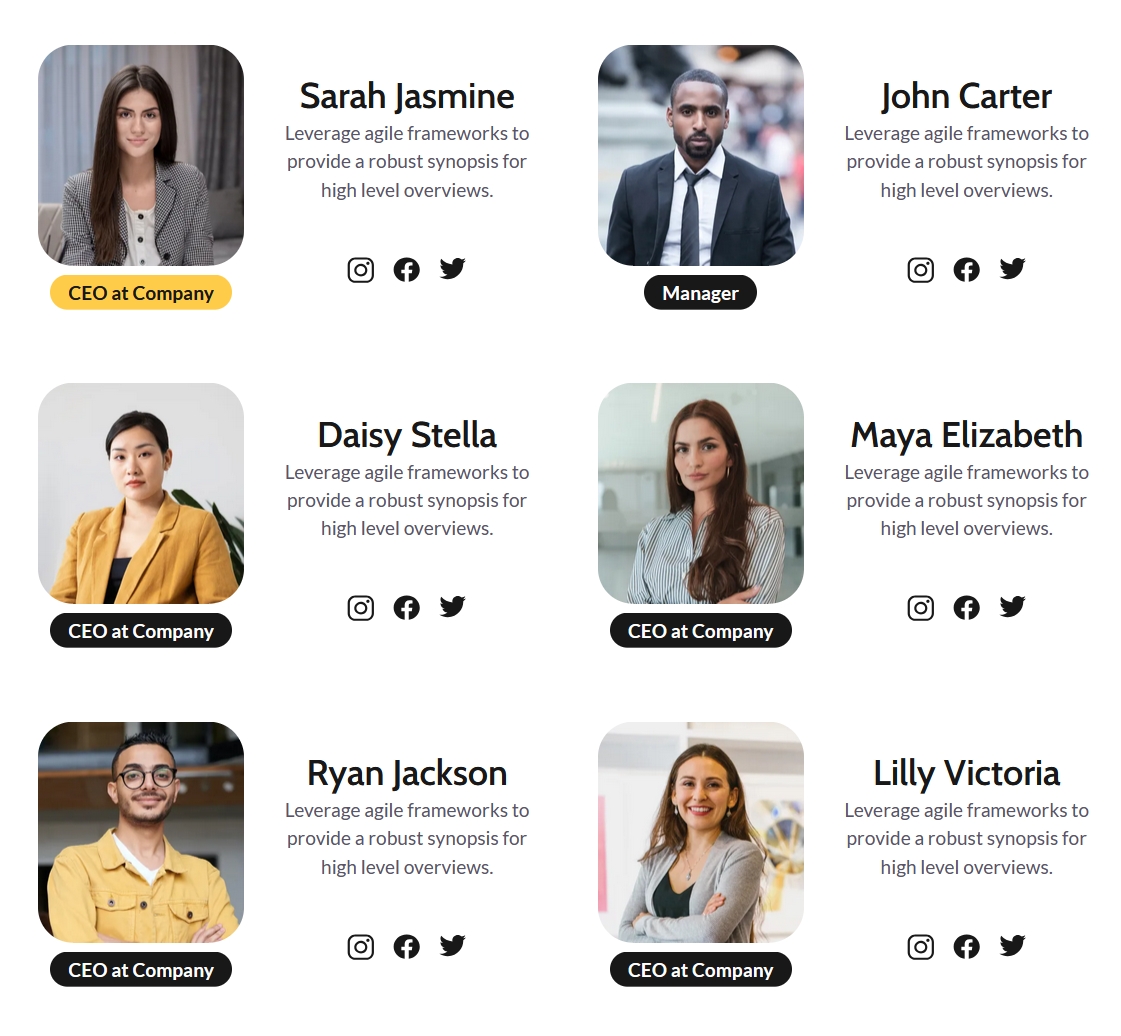 Sarah Jasmine
Leverage agile frameworks to
provide a robust synopsis for
high level overviews.
CEO at Company
John Carter
Leverage agile frameworks to
provide a robust synopsis for
high level overviews.
Manager
Daisy Stella
Leverage agile frameworks to
provide a robust synopsis for
high level overviews.
CEO at Company
Maya Elizabeth
Leverage agile frameworks to
provide a robust synopsis for
high level overviews.
CEO at Company
Ryan Jackson
Leverage agile frameworks to
provide a robust synopsis for
high level overviews.
CEO at Company
Lilly Victoria
Leverage agile frameworks to
provide a robust synopsis for
high level overviews.
CEO at Company